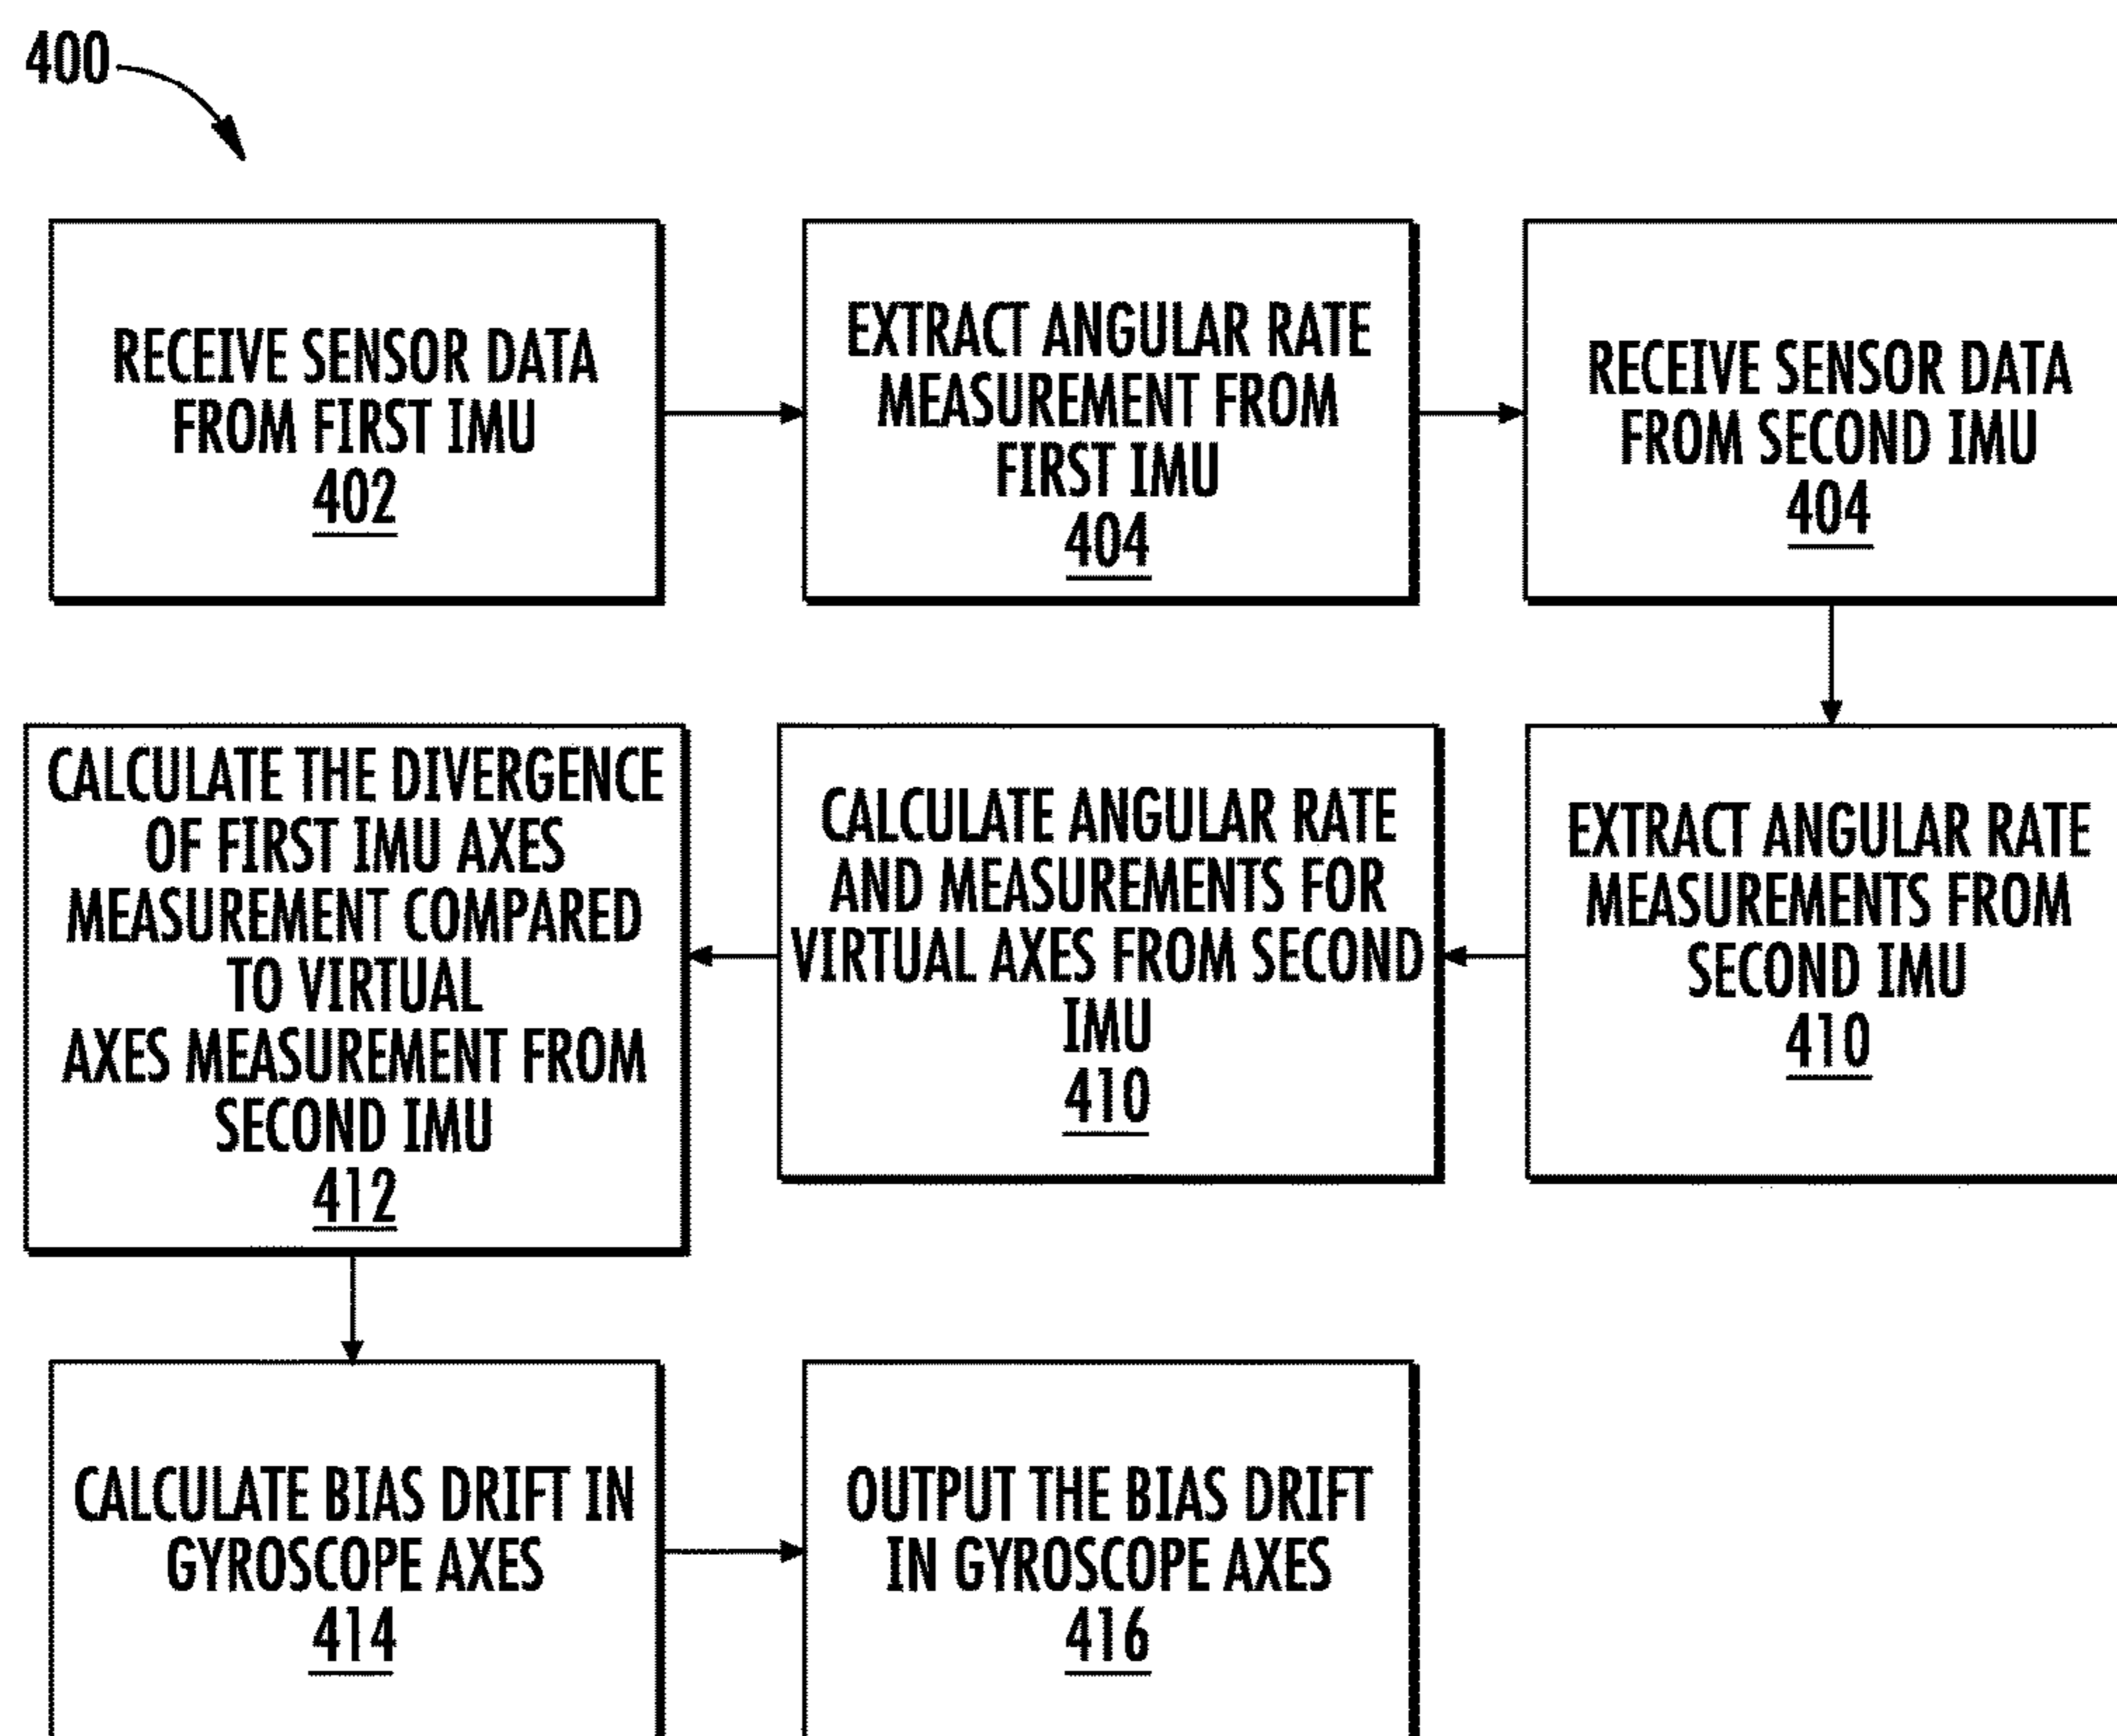 400
RECEIVE SENSOR DATA
FROM FIRST IMU
402
EXTRACT ANGULAR RATE
MEASUREMENT FROM
FIRST IMU
404
RECEIVE SENSOR DATA
FROM SECOND IMU
404
EXTRACT ANGULAR RATE
MEASUREMENTS FROM
SECOND IMU
410
CALCULATE ANGULAR RATE
AND MEASUREMENTS FOR
VIRTUAL AXES FROM SECOND
IMU
410
CALCULATE THE DIVERGENCE
OF FIRST IMU AXES
MEASUREMENT COMPARED
TO VIRTUAL
AXES MEASUREMENT FROM
SECOND IMU
412
CALCULATE BIAS DRIFT IN
GYROSCOPE AXES
414
OUTPUT THE BIAS DRIFT
IN GYROSCOPE AXES
416